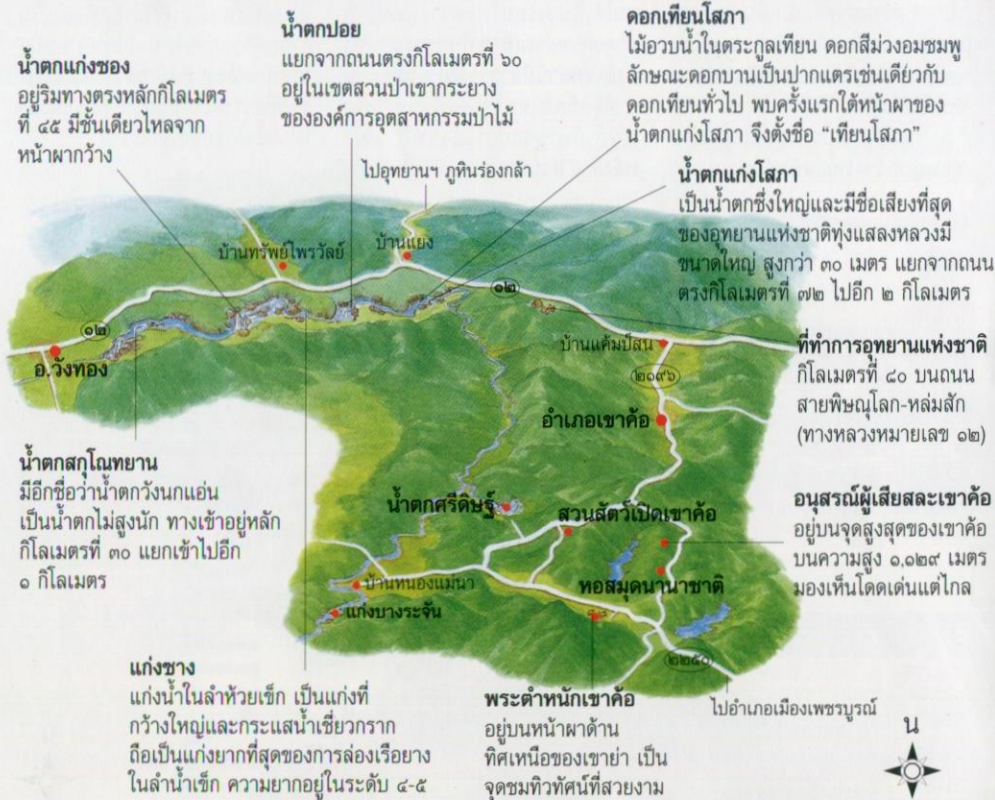 น้ำตกแก่งซอง
อยู่ริมทางตรงหลักกิโลเมตร
ที่ ๔๕ มีชั้นเดียวไหลจาก
หน้าผากว้าง
น้ำตกปอย
แยกจากถนนตรงกิโลเมตรที่ ๖๐
อยู่ในเขตสวนป่าเขากระยาง
ขององค์การอุตสาหกรรมป่าไม้
ดอกเทียนโสภา
ไม้อวบน้ำในตระกูลเทียน ดอกสีม่วงอมชมพู
ลักษณะดอกบานเป็นปากแตรเช่นเดียวกับ
ดอกเทียนทั่วไป พบครั้งแรกใต้หน้าผาของ
น้ำตกแก่งโสภา จึงตั้งชื่อ “เทียนโสภา”
ไปอุทยานฯ ภูหินร่องกล้า
น้ำตกแก่งโสภา
เป็นน้ำตกซึ่งใหญ่และมีชื่อเสียงที่สุด
ของอุทยานแห่งชาติทุ่งแสลงหลวงมี
ขนาดใหญ่ สูงกว่า ๓๐ เมตร แยกจากถนน
ตรงกิโลเมตรที่ ๗๒ ไปอีก ๒ กิโลเมตร
บ้านทรัพย์ไพรวัลย์
บ้านแยง
๑๒
๑๒
อ.วังทอง
บ้านแค้มป์สน
๒๑๙๖
ที่ทำการอุทยานแห่งชาติ
กิโลเมตรที่ ๘๐ บนถนน
สายพิษณุโลก-หล่มสัก
(ทางหลวงหมายเลข ๑๒)
อำเภอเขาค้อ
น้ำตกสกุโณทยาน
มีอีกชื่อว่าน้ำตกวังนกแอ่น
เป็นน้ำตกไม่สูงนัก ทางเข้าอยู่หลัก
กิโลเมตรที่ ๓๐ แยกเข้าไปอีก
๑ กิโลเมตร
น้ำตกศรีดิษฐ์
สวนสัตว์เปิดเขาค้อ
อนุสรณ์ผู้เสียสละเขาค้อ
อยู่บนจุดสูงสุดของเขาค้อ
บนความสูง ๑,๑๒๙ เมตร
มองเห็นโดดเด่นแต่ไกล
บ้านหนองแม่นา
แก่งบางระจัน
หอสมุดนานาชาติ
๒๒๕๐
แก่งซาง
แก่งน้ำในลำห้วยเข็ก เป็นแก่งที่
กว้างใหญ่และกระแสน้ำเชี่ยวกราก
ถือเป็นแก่งยากที่สุดของการล่องเรือยาง
ในลำน้ำเข็ก ความยากอยู่ในระดับ ๔-๕
พระตำหนักเขาค้อ
อยู่บนหน้าผาด้าน
ทิศเหนือของเขาย่า เป็น
จุดชมทิวทัศน์ที่สวยงาม
ไปอำเภอเมืองเพชรบูรณ์
น